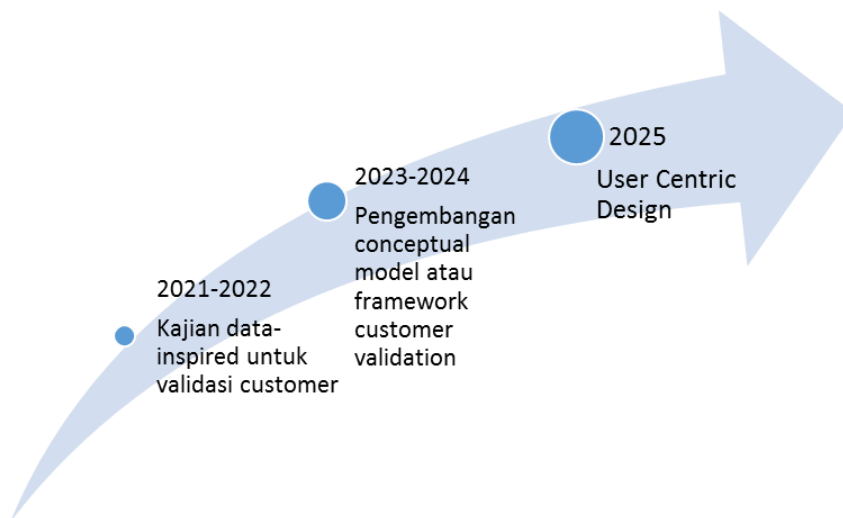 2021-2022
Kajian data-
inspired untuk
validasi customer
2023-2024
Pengembangan
conceptual
model atau
framework
customer
validation
2025
User Centric
Design